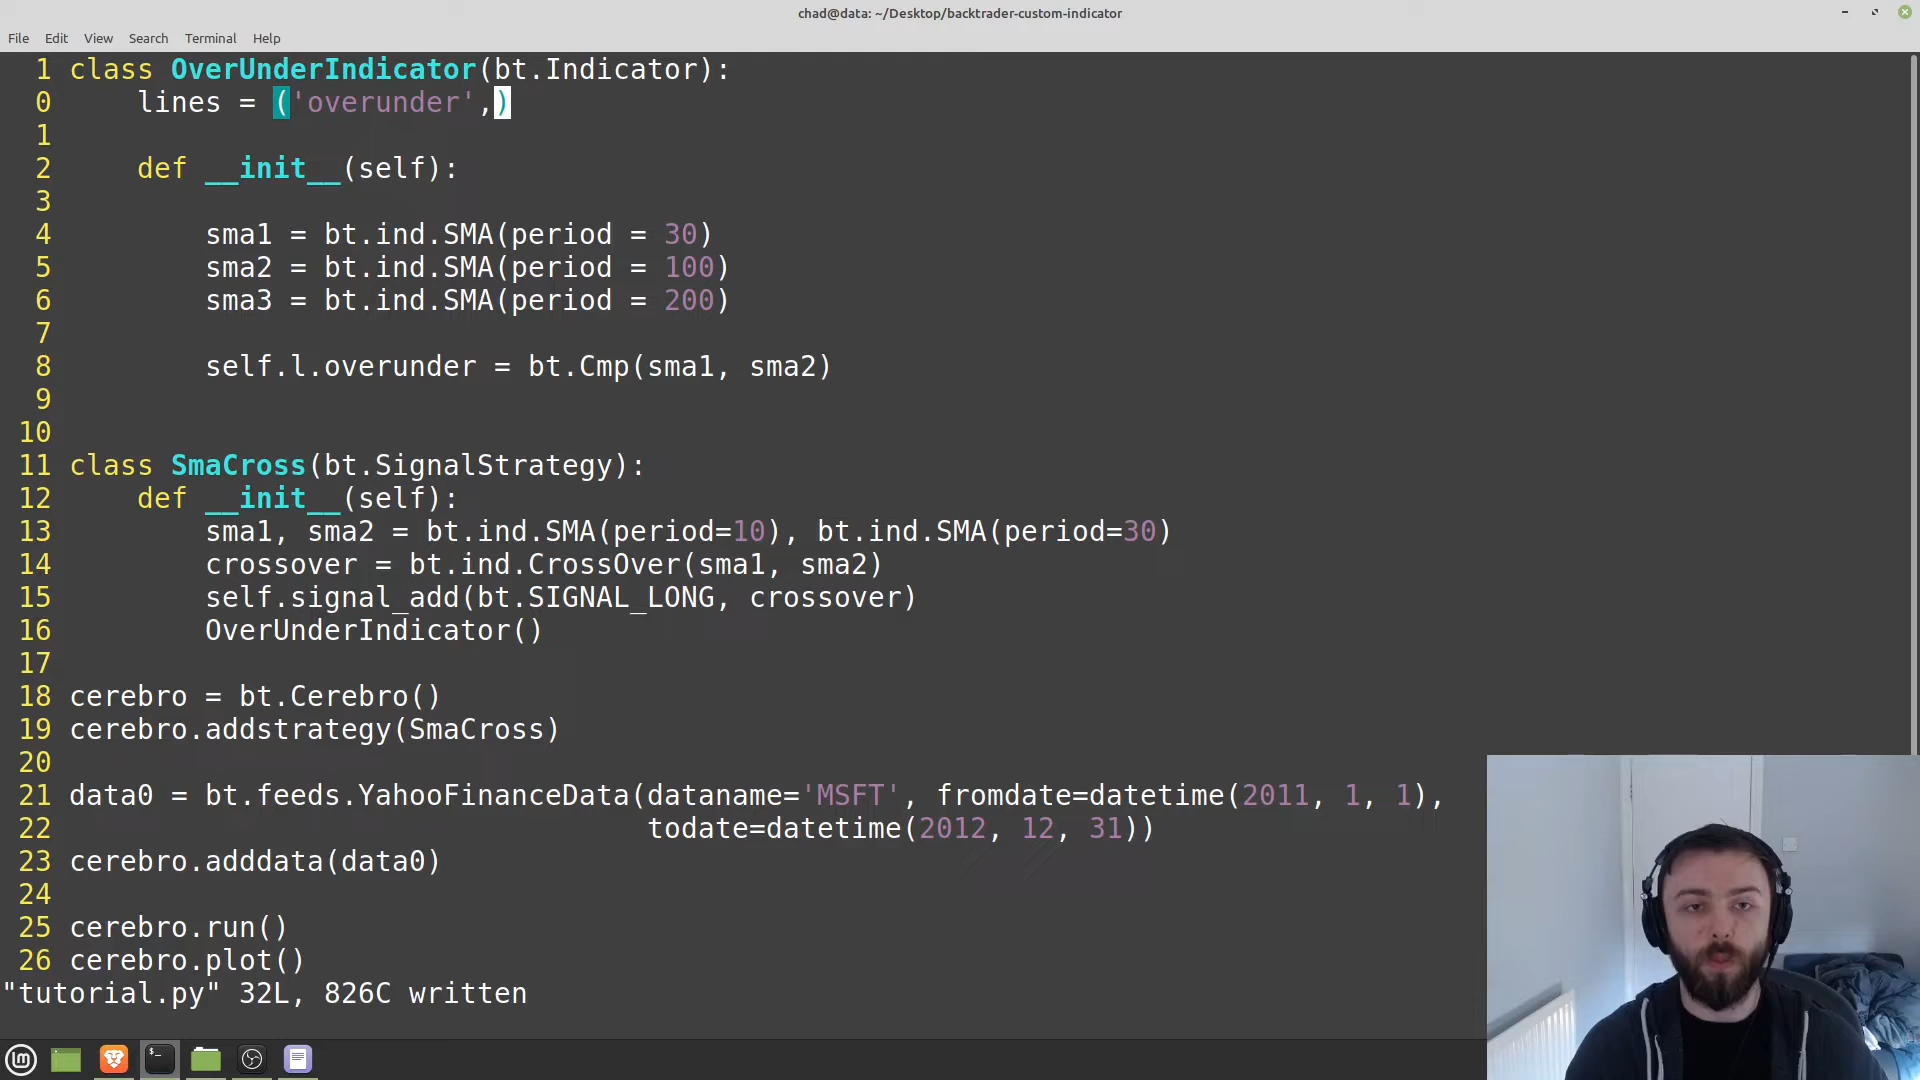 chad@data: ~/Desktop/backtrader-custom-indicator
File Edit View Search Terminal Help
1 class OverUnderIndicator(bt.Indicator):
0     lines = ('overunder',)
1
2     def __init__(self):
3
4         sma1 = bt.ind.SMA(period = 30)
5         sma2 = bt.ind.SMA(period = 100)
6         sma3 = bt.ind.SMA(period = 200)
7
8         self.l.overunder = bt.Cmp(sma1, sma2)
9
10
11 class SmaCross(bt.SignalStrategy):
12     def __init__(self):
13         sma1, sma2 = bt.ind.SMA(period=10), bt.ind.SMA(period=30)
14         crossover = bt.ind.CrossOver(sma1, sma2)
15         self.signal_add(bt.SIGNAL_LONG, crossover)
16         OverUnderIndicator()
17
18 cerebro = bt.Cerebro()
19 cerebro.addstrategy(SmaCross)
20
21 data0 = bt.feeds.YahooFinanceData(dataname='MSFT', fromdate=datetime(2011, 1, 1),
22                                   todate=datetime(2012, 12, 31))
23 cerebro.adddata(data0)
24
25 cerebro.run()
26 cerebro.plot()
"tutorial.py" 32L, 826C written